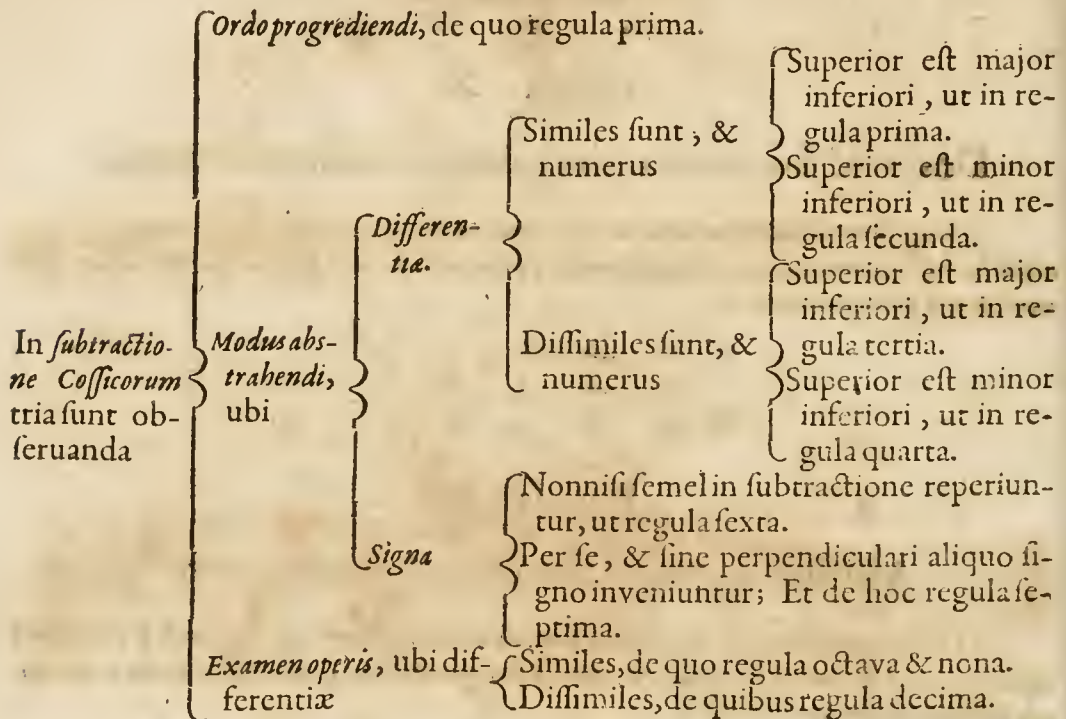 Ordo progrediendi, de quo regula prima.
In ſubtractio-
ne Coſſicorum
tria ſunt ob-
ſeruanda
Modus abs-
trahendi,
ubi
Differen-
tiæ.
Similes ſunt, &
numerus
Superior eſt major
inferiori, ut in re-
gula prima.
Superior eſt minor
inferiori, ut in re-
gula ſecunda.
Diſſimiles ſunt, &
numerus
Superior eſt major
inferiori, ut in re-
gula tertia.
Superior eſt minor
inferiori, ut in re-
gula quarta.
Signa
Nonniſi ſemel in ſubtractione reperiun-
tur, ut regula ſexta.
Per ſe, & ſine perpendiculari aliquo ſi-
gno inveniuntur; Et de hoc regula ſe-
ptima.
Examen operis, ubi dif-
ferentiæ
Similes, de quo regula octava & nona.
Diſſimiles, de quibus regula decima.